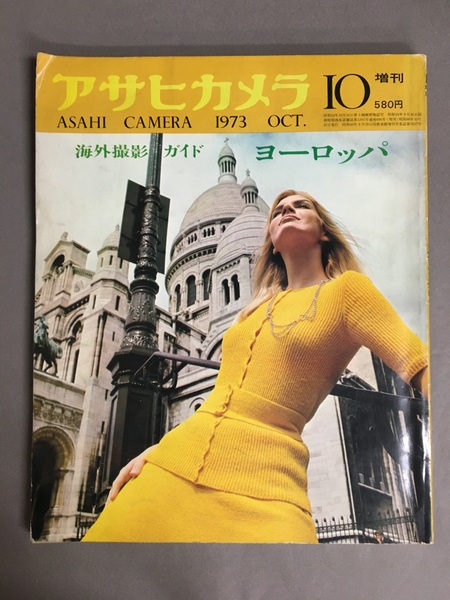 アサヒカメラ 10 増刊
580円
ASAHI CAMERA 1973 OCT.
海外撮影ガイド ヨーロッパ